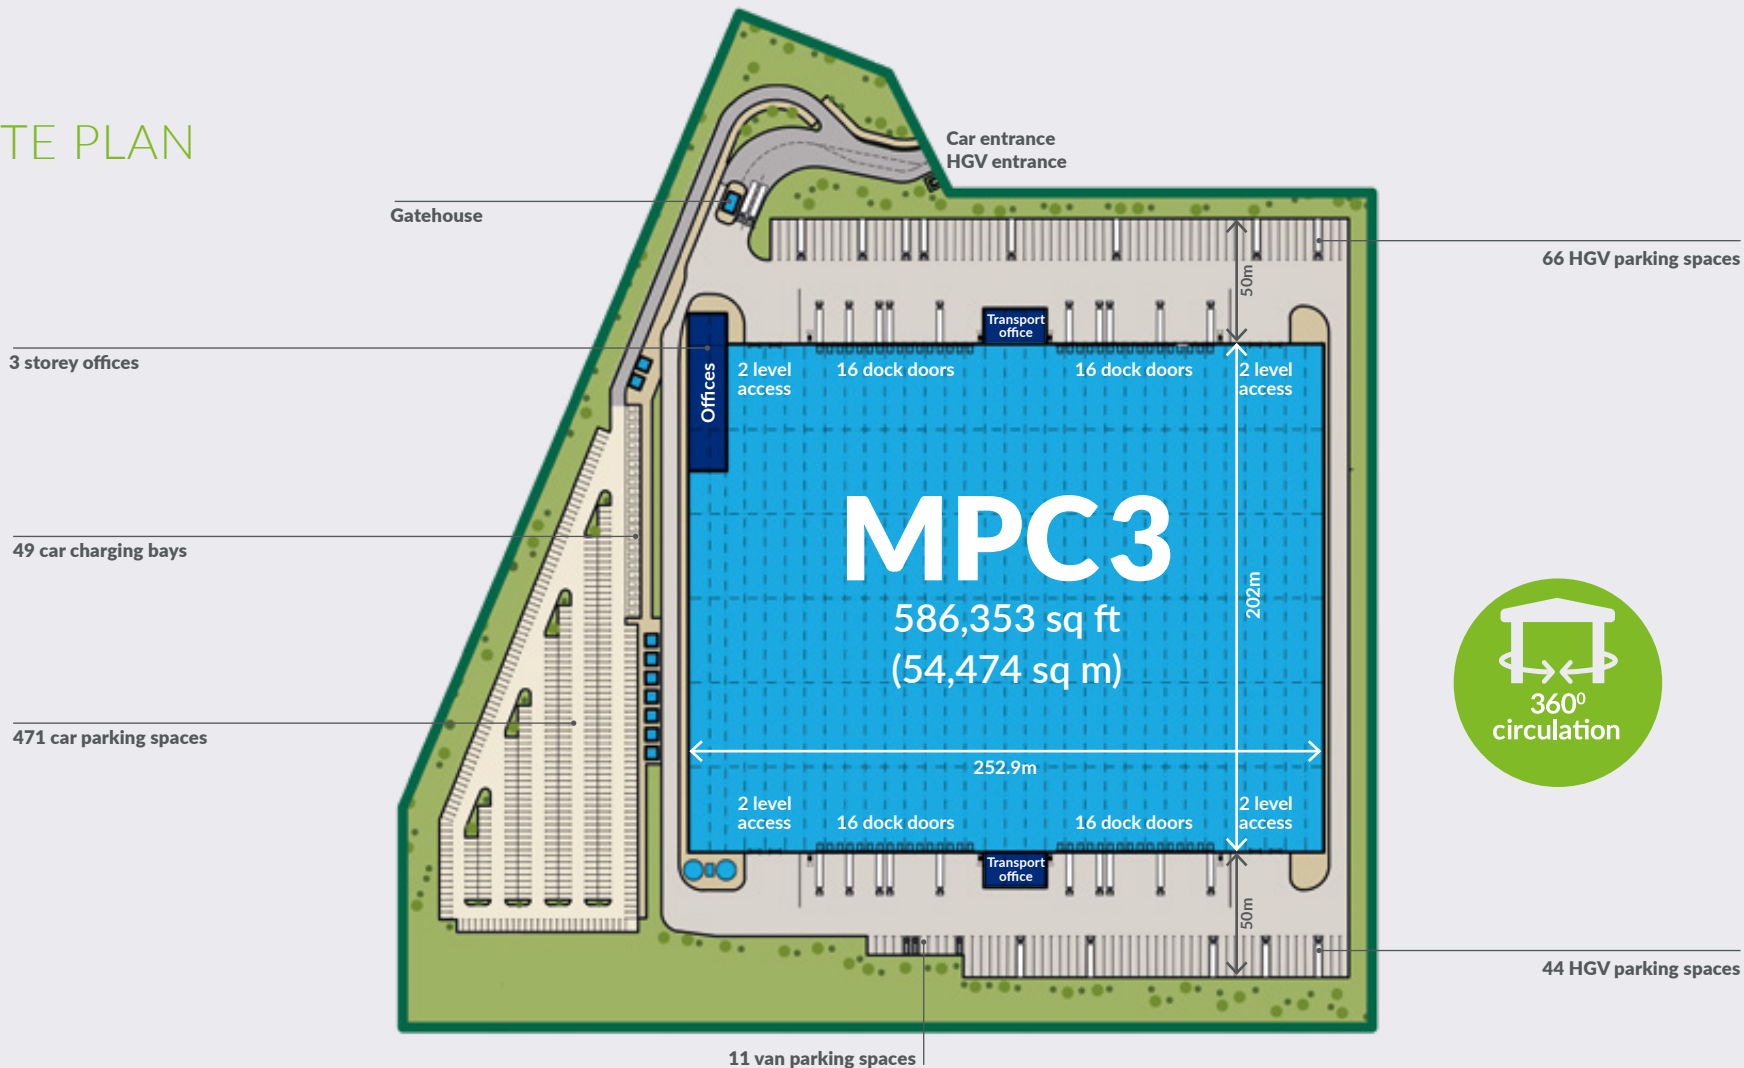 TE PLAN
Car entrance
HGV entrance
Gatehouse
66 HGV parking spaces
50m
Transport
office
3 storey offices
Offices
2 level
access
16 dock doors
16 dock doors
2 level
access
MPC3
586,353 sq ft
(54,474 sq m)
202m
49 car charging bays
360⁰
circulation
471 car parking spaces
252.9m
2 level
access
16 dock doors
16 dock doors
2 level
access
Transport
office
50m
44 HGV parking spaces
11 van parking spaces